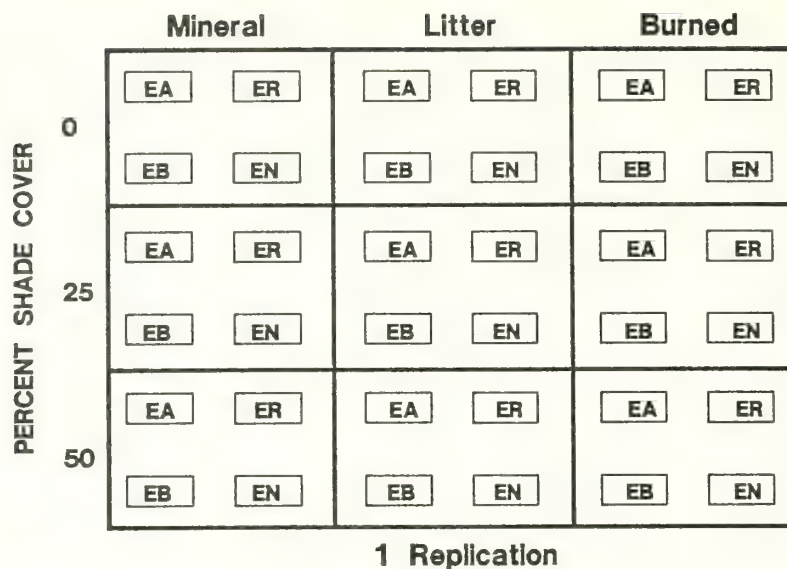 Mineral Litter Burned
EA ER EA ER EA ER
0
EB EN EB EN EB EN
EA ER EA ER EA ER
25
EB EN EB EN EB EN
EA ER EA ER EA ER
50
EB EN EB EN EB EN
PERCENT SHADE COVER
1 Replication